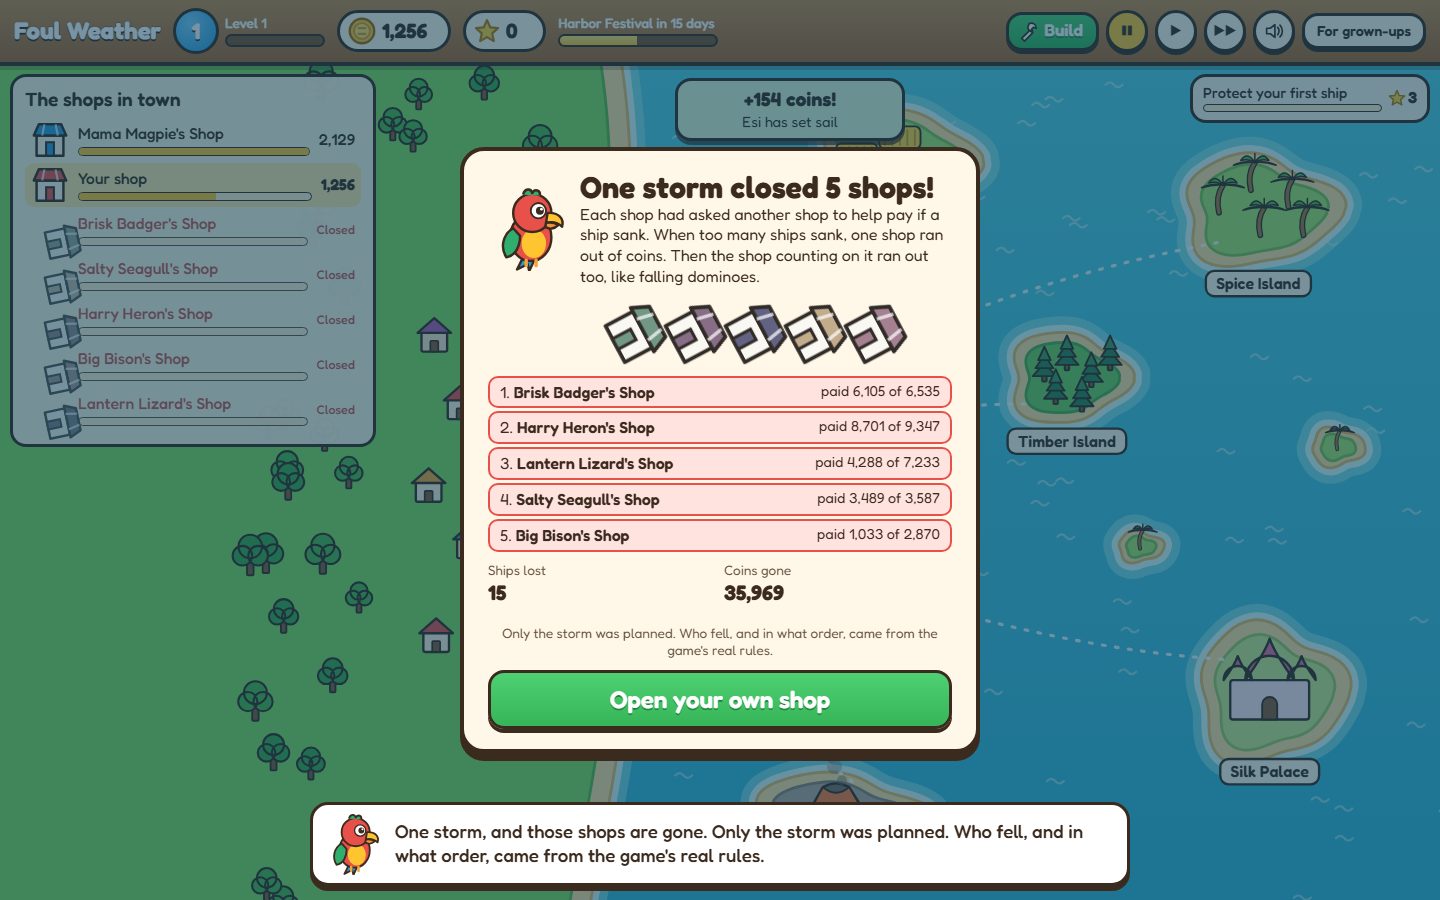 Foul Weather
1
Level 1
1,256
0
Harbor Festival in 15 days
Build
For grown-ups
The shops in town
Mama Magpie's Shop
2,129
Your shop
1,256
Brisk Badger's Shop
Closed
Salty Seagull's Shop
Closed
Harry Heron's Shop
Closed
Big Bison's Shop
Closed
Lantern Lizard's Shop
Closed
+154 coins!
Esi has set sail
Protect your first ship
3
One storm closed 5 shops!
Each shop had asked another shop to help pay if a
ship sank. When too many ships sank, one shop ran
out of coins. Then the shop counting on it ran out
too, like falling dominoes.
1. Brisk Badger's Shop
paid 6,105 of 6,535
2. Harry Heron's Shop
paid 8,701 of 9,347
3. Lantern Lizard's Shop
paid 4,288 of 7,233
4. Salty Seagull's Shop
paid 3,489 of 3,587
5. Big Bison's Shop
paid 1,033 of 2,870
Ships lost
15
Coins gone
35,969
Only the storm was planned. Who fell, and in what order, came from the
game's real rules.
Open your own shop
Spice Island
Timber Island
Silk Palace
One storm, and those shops are gone. Only the storm was planned. Who fell, and in
what order, came from the game's real rules.